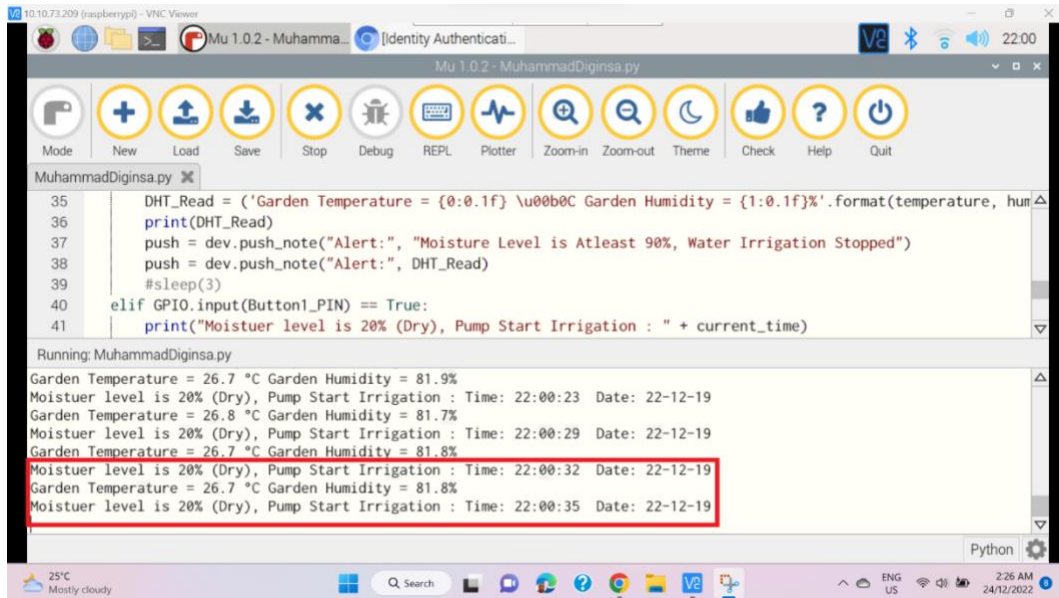 10.10.73.209 (raspberrypi) - VNC Viewer
Mu 1.0.2 - Muhamma... [Identity Authenticati... 22:00
Mu 1.0.2 - MuhammadDiginsa.py
Mode New Load Save Stop Debug REPL Plotter Zoom-in Zoom-out Theme Check Help Quit
MuhammadDiginsa.py
35 DHT_Read = ('Garden Temperature = {0:0.1f} \u00b0C Garden Humidity = {1:0.1f}%'.format(temperature, hum
36 print(DHT_Read)
37 push = dev.push_note("Alert:", "Moisture Level is Atleast 90%, Water Irrigation Stopped")
38 push = dev.push_note("Alert:", DHT_Read)
39 #sleep(3)
40 elif GPIO.input(Button1_PIN) == True:
41 print("Moistuer level is 20% (Dry), Pump Start Irrigation : " + current_time)
Running: MuhammadDiginsa.py
Garden Temperature = 26.7 °C Garden Humidity = 81.9%
Moistuer level is 20% (Dry), Pump Start Irrigation : Time: 22:00:23 Date: 22-12-19
Garden Temperature = 26.8 °C Garden Humidity = 81.7%
Moistuer level is 20% (Dry), Pump Start Irrigation : Time: 22:00:29 Date: 22-12-19
Garden Temperature = 26.7 °C Garden Humidity = 81.8%
Moistuer level is 20% (Dry), Pump Start Irrigation : Time: 22:00:32 Date: 22-12-19
Garden Temperature = 26.7 °C Garden Humidity = 81.8%
Moistuer level is 20% (Dry), Pump Start Irrigation : Time: 22:00:35 Date: 22-12-19
Python
25°C
Mostly cloudy
Search
ENG
US
2:26 AM
24/12/2022